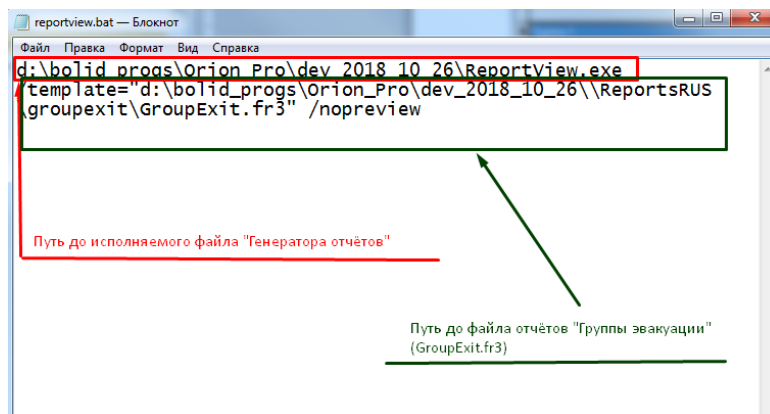 reportview.bat — Блокнот
Файл Правка Формат Вид Справка
d:\bolid_progs\Orion_Pro\dev_2018_10_26\ReportView.exe
/template="d:\bolid_progs\Orion_Pro\dev_2018_10_26\\ReportsRUS
\groupexit\GroupExit.fr3" /nopreview
Путь до исполняемого файла "Генератора отчётов"
Путь до файла отчётов "Группы эвакуации"
(GroupExit.fr3)